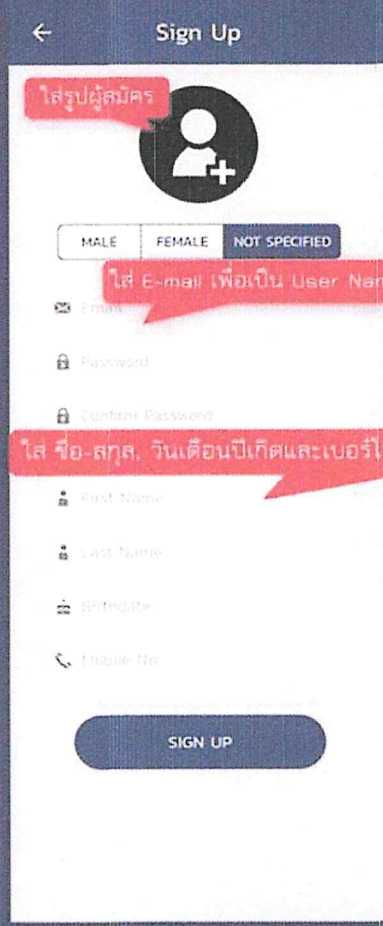 Sign Up
ใส่รูปผู้สมัคร
MALE FEMALE NOT SPECIFIED
ใส่ E-mail เพื่อเป็น User Nam
Email
Password
Confirm Password
ใส่ ชื่อ-สกุล, วันเดือนปีเกิดและเบอร์โ
First Name
Last Name
Birthdate
Mobile No
SIGN UP